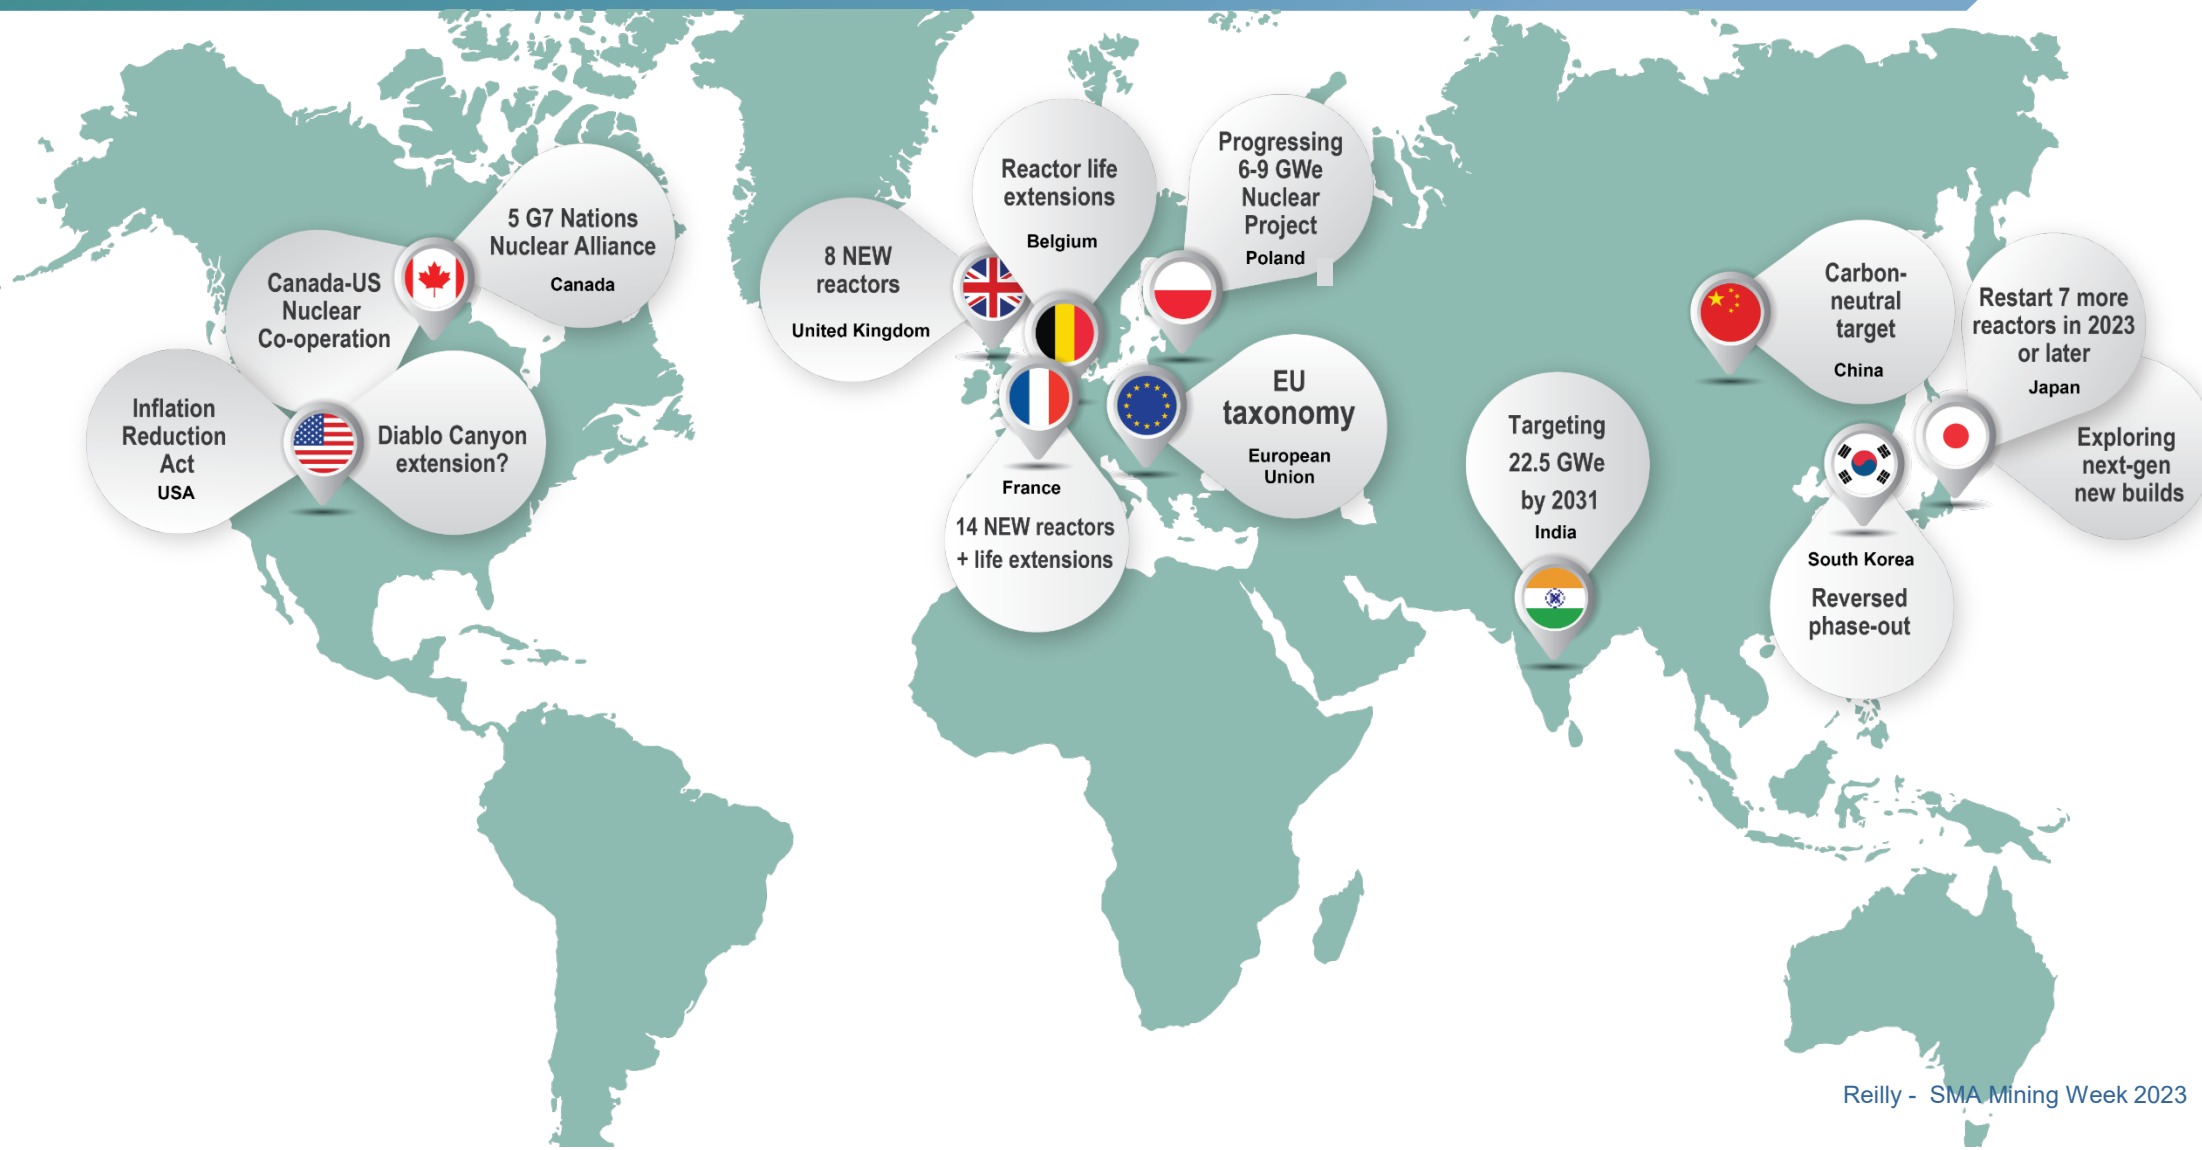 5 G7 Nations
Nuclear Alliance
Canada
Canada-US
Nuclear
Co-operation
Inflation
Reduction
Act
USA
Diablo Canyon
extension?
8 NEW
reactors
United Kingdom
Reactor life
extensions
Belgium
Progressing
6-9 GWe
Nuclear
Project
Poland
EU
taxonomy
European
Union
France
14 NEW reactors
+ life extensions
Targeting
22.5 GWe
by 2031
India
Carbon-
neutral
target
China
Restart 7 more
reactors in 2023
or later
Japan
Exploring
next-gen
new builds
South Korea
Reversed
phase-out
Reilly - SMA Mining Week 2023